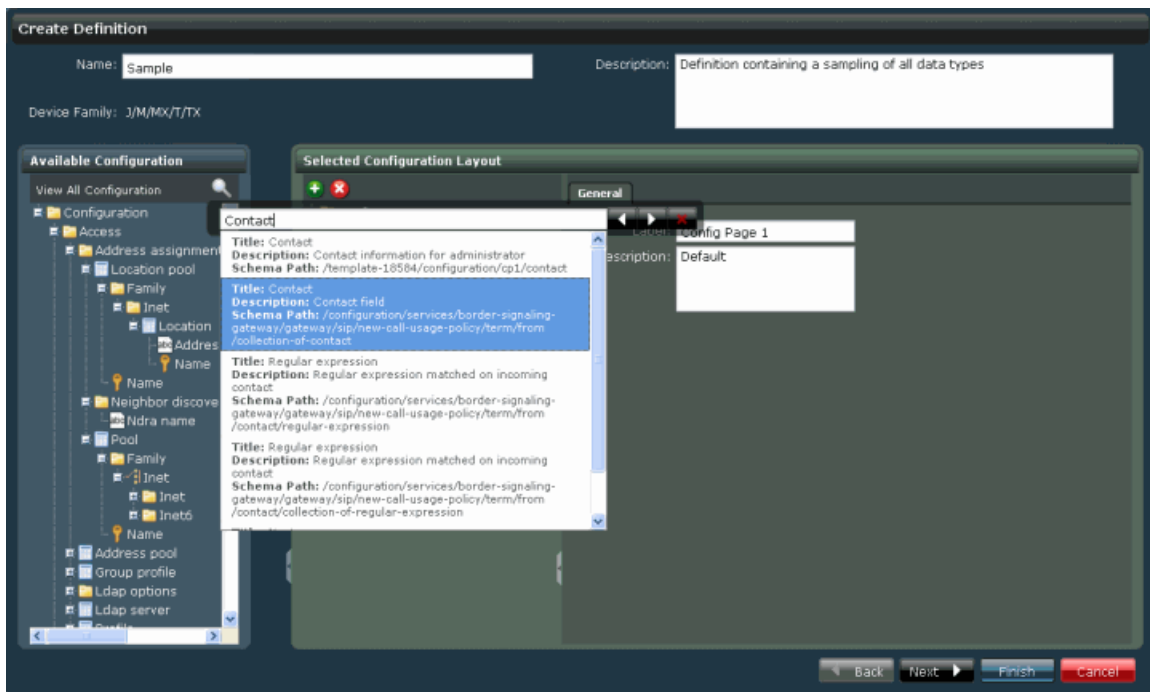 Create Definition
Name: Sample
Description: Definition containing a sampling of all data types
Device Family: J/M/MX/T/TX
Available Configuration
View All Configuration
Configuration
Access
Address assignment
Location pool
Family
Inet
Location
Addres
Name
Name
Neighbor discove
Ndra name
Pool
Family
Inet
Inet
Inet6
Name
Address pool
Group profile
Ldap options
Ldap server
Profile
Selected Configuration Layout
General
Label: Config Page 1
escription: Default
Contact
Title: Contact
Description: Contact information for administrator
Schema Path: /template-18584/configuration/cp1/contact
Title: Contact
Description: Contact field
Schema Path: /configuration/services/border-signaling-
gateway/gateway/sip/new-call-usage-policy/term/from
/collection-of-contact
Title: Regular expression
Description: Regular expression matched on incoming
contact
Schema Path: /configuration/services/border-signaling-
gateway/gateway/sip/new-call-usage-policy/term/from
/contact/regular-expression
Title: Regular expression
Description: Regular expression matched on incoming
contact
Schema Path: /configuration/services/border-signaling-
gateway/gateway/sip/new-call-usage-policy/term/from
/contact/collection-of-regular-expression
Back
Next
Finish
Cancel